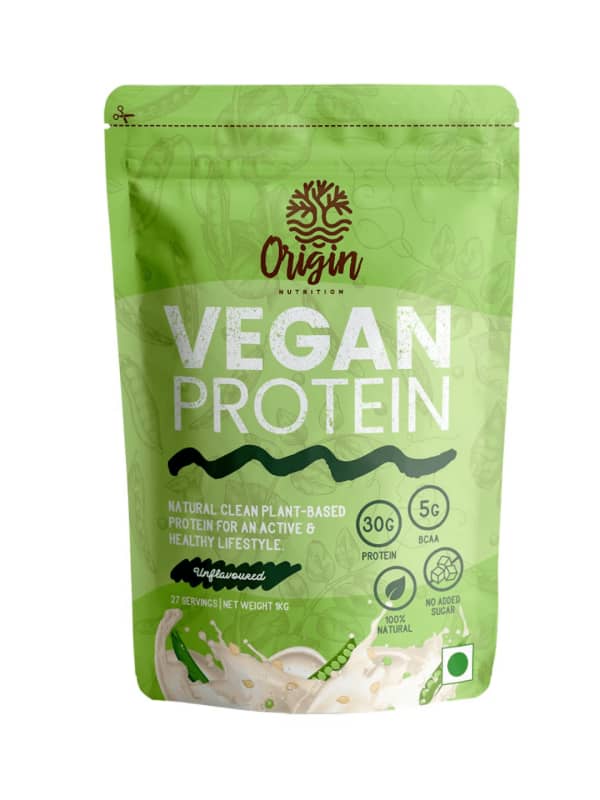 Origin
NUTRITION
VEGAN
PROTEIN
NATURAL CLEAN PLANT-BASED
PROTEIN FOR AN ACTIVE &
HEALTHY LIFESTYLE.
Unflavoured
27 SERVINGS | NET WEIGHT 1KG
30G
PROTEIN
5G
BCAA
100%
NATURAL
NO ADDED
SUGAR